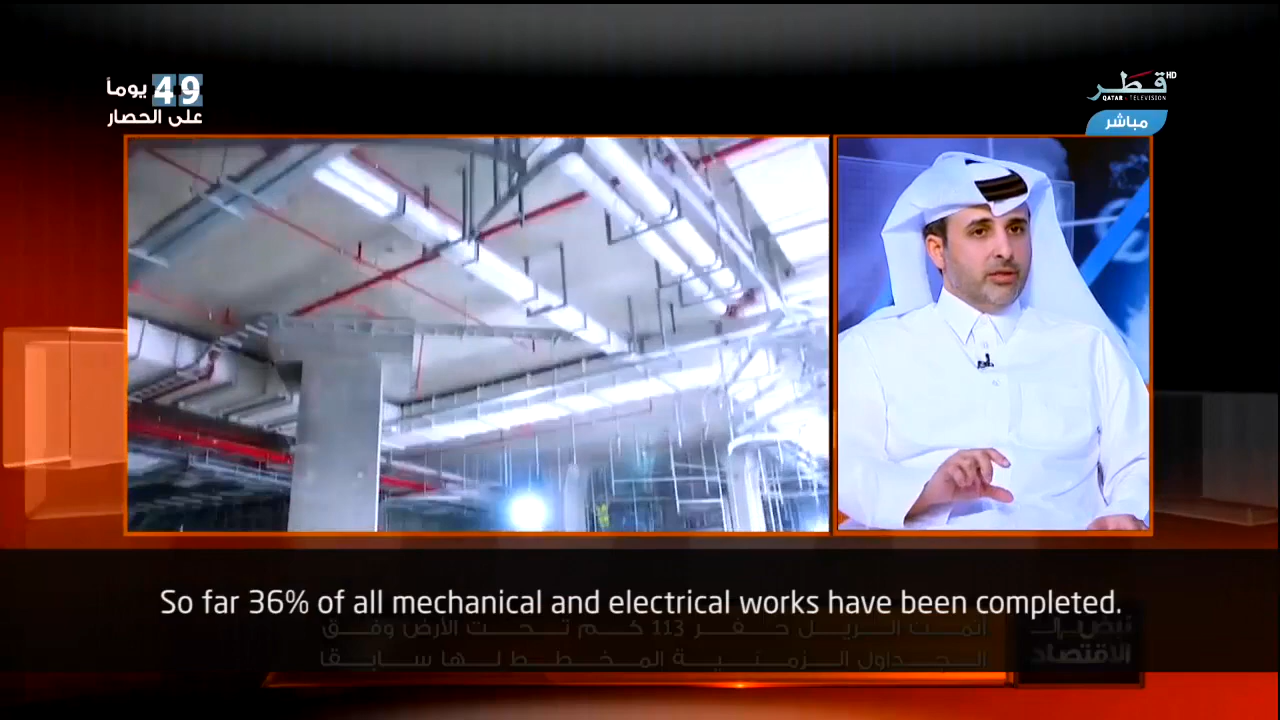 49 يوماً
على الحصار
قطر HD
QATAR TELEVISION
مباشر
So far 36% of all mechanical and electrical works have been completed.
أتمت الريل حفر 113 كم تحت الأرض وفق
الجداول الزمنية المخطط لها سابقا
نبض
الاقتصاد